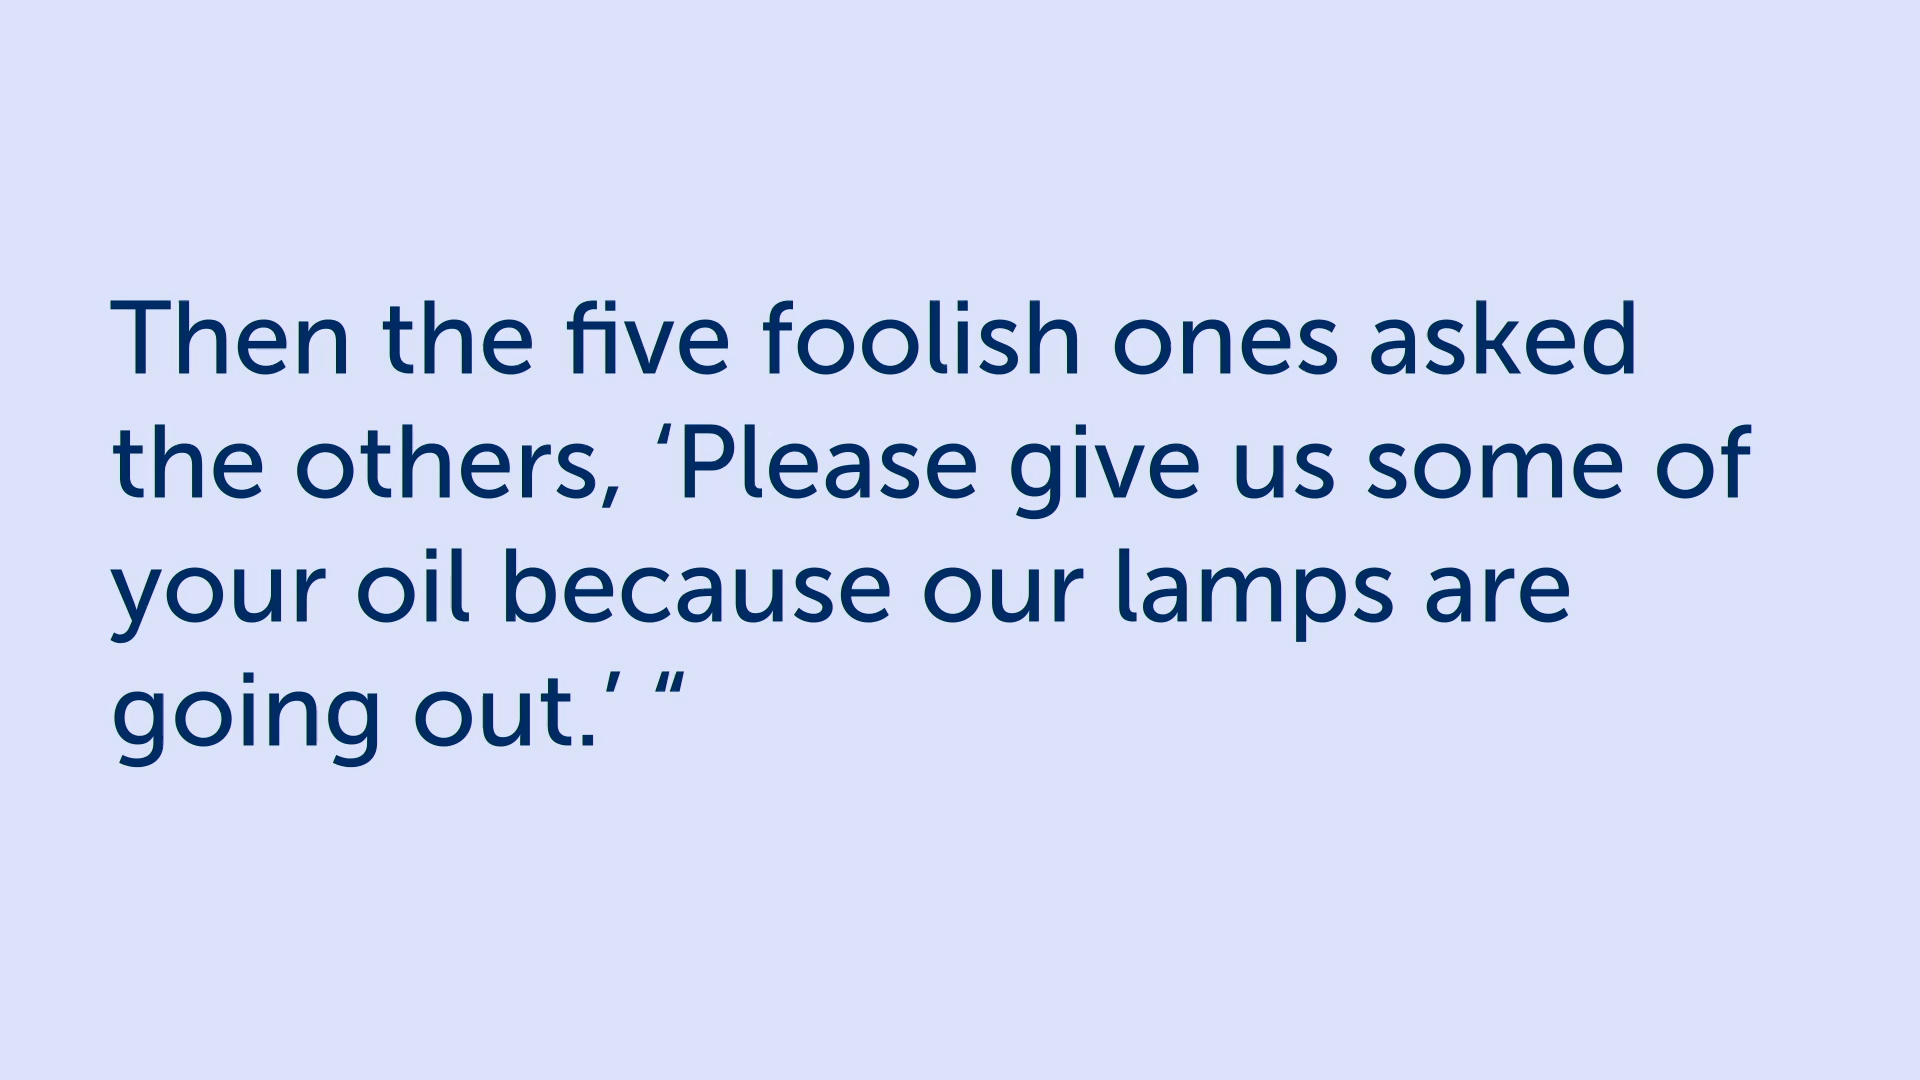 Then the five foolish ones asked
the others, ‘Please give us some of
your oil because our lamps are
going out.’ “